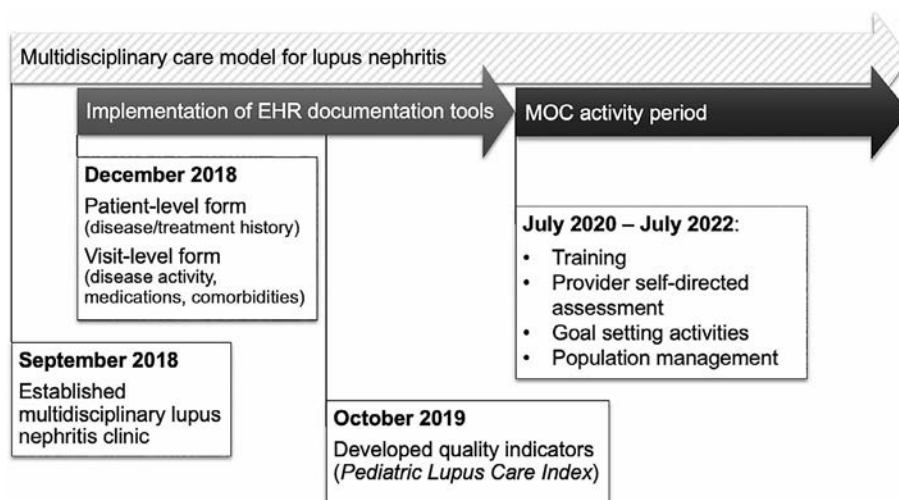 Multidisciplinary care model for lupus nephritis
Implementation of EHR documentation tools
MOC activity period
December 2018
Patient-level form
(disease/treatment history)
Visit-level form
(disease activity,
medications, comorbidities)
July 2020 – July 2022:
• Training
• Provider self-directed
assessment
• Goal setting activities
• Population management
September 2018
Established
multidisciplinary lupus
nephritis clinic
October 2019
Developed quality indicators
(Pediatric Lupus Care Index)